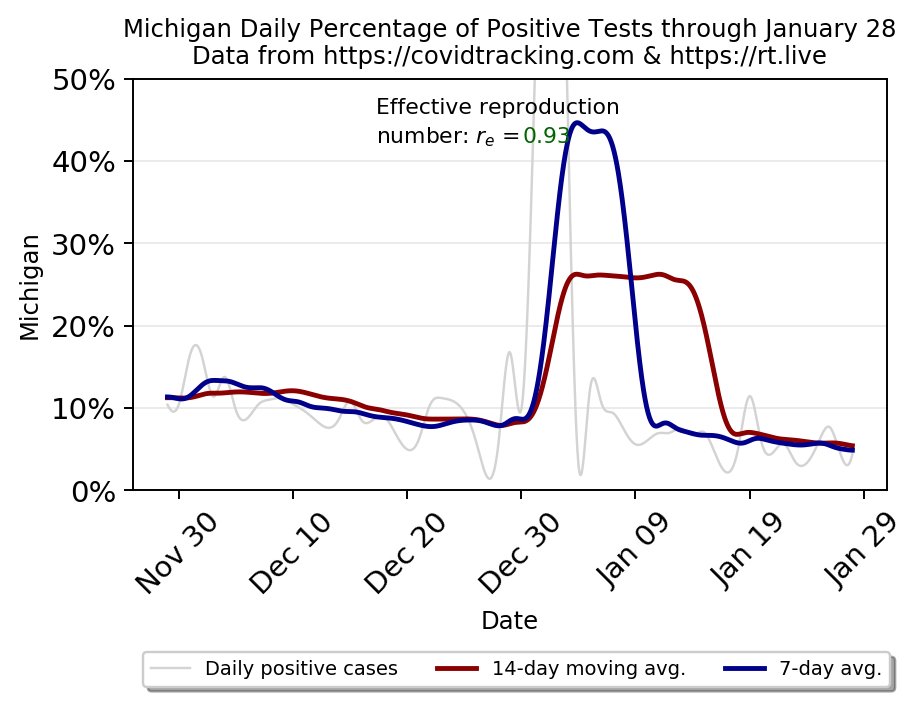 Michigan Daily Percentage of Positive Tests through January 28
Data from https://covidtracking.com & https://rt.live
50%
40%
30%
20%
10%
0%
Michigan
Effective reproduction
number: rₑ = 0.93
Nov 30
Dec 10
Dec 20
Dec 30
Jan 09
Jan 19
Jan 29
Date
Daily positive cases
14-day moving avg.
7-day avg.